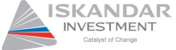 ISKANDAR
INVESTMENT
Catalyst of Change